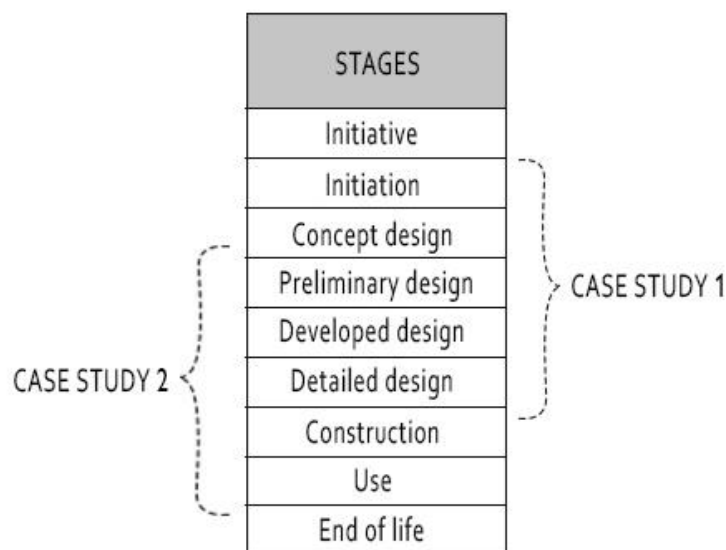 STAGES
Initiative
Initiation
Concept design
Preliminary design
CASE STUDY 1
Developed design
CASE STUDY 2
Detailed design
Construction
Use
End of life